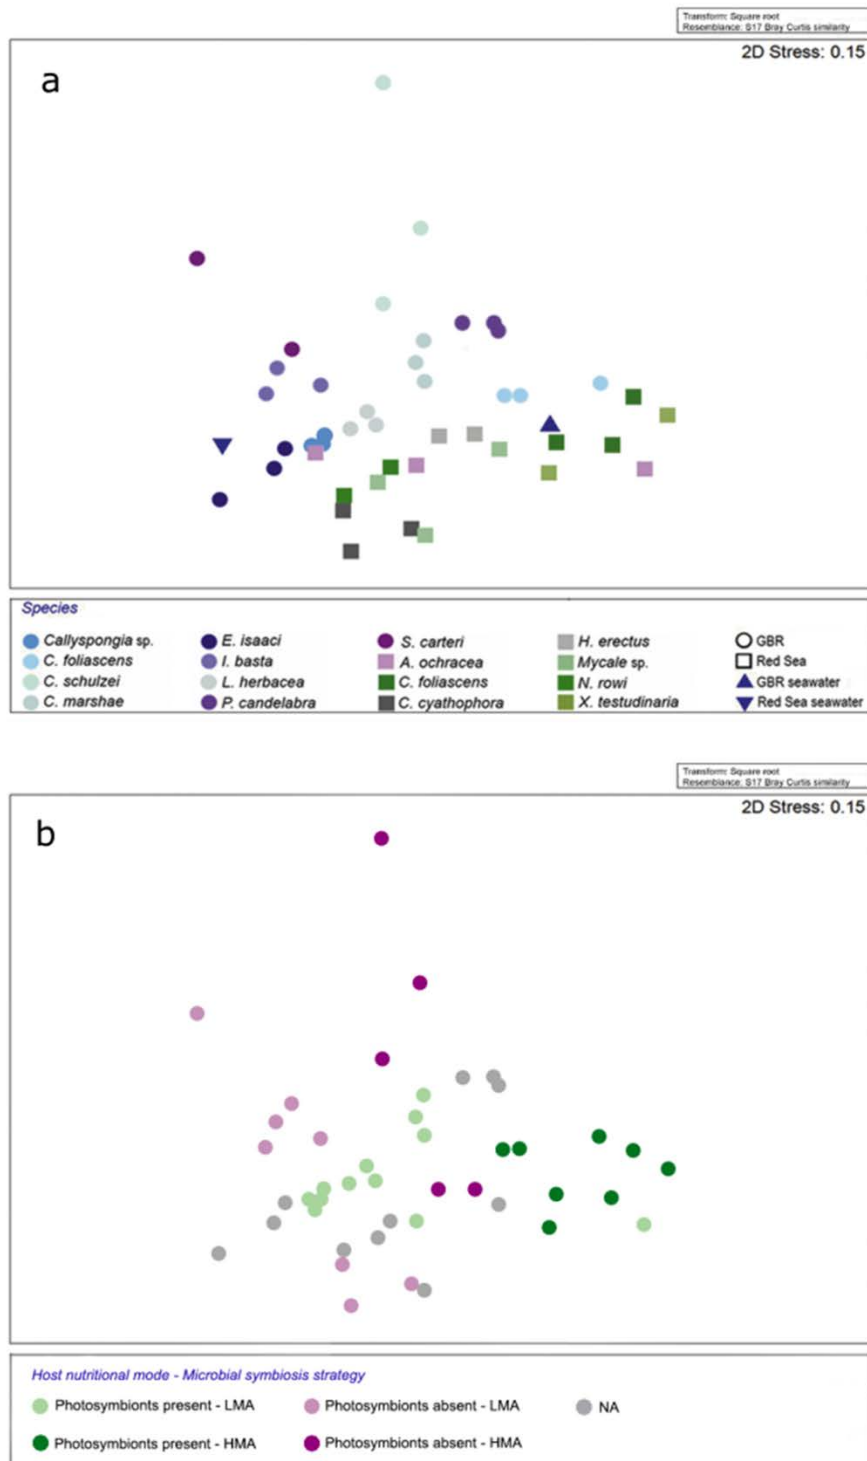 Transform: Square root
Resemblance: S17 Bray Curtis similarity
2D Stress: 0.15
a
Species
Callyspongia sp.
E. isaaci
S. carteri
H. erectus
GBR
C. foliascens
I. basta
A. ochracea
Mycale sp.
Red Sea
C. schulzei
L. herbacea
C. foliascens
N. rowi
GBR seawater
C. marshae
P. candelabra
C. cyathophora
X. testudinaria
Red Sea seawater
Transform: Square root
Resemblance: S17 Bray Curtis similarity
2D Stress: 0.15
b
Host nutritional mode - Microbial symbiosis strategy
Photosymbionts present - LMA
Photosymbionts absent - LMA
NA
Photosymbionts present - HMA
Photosymbionts absent - HMA